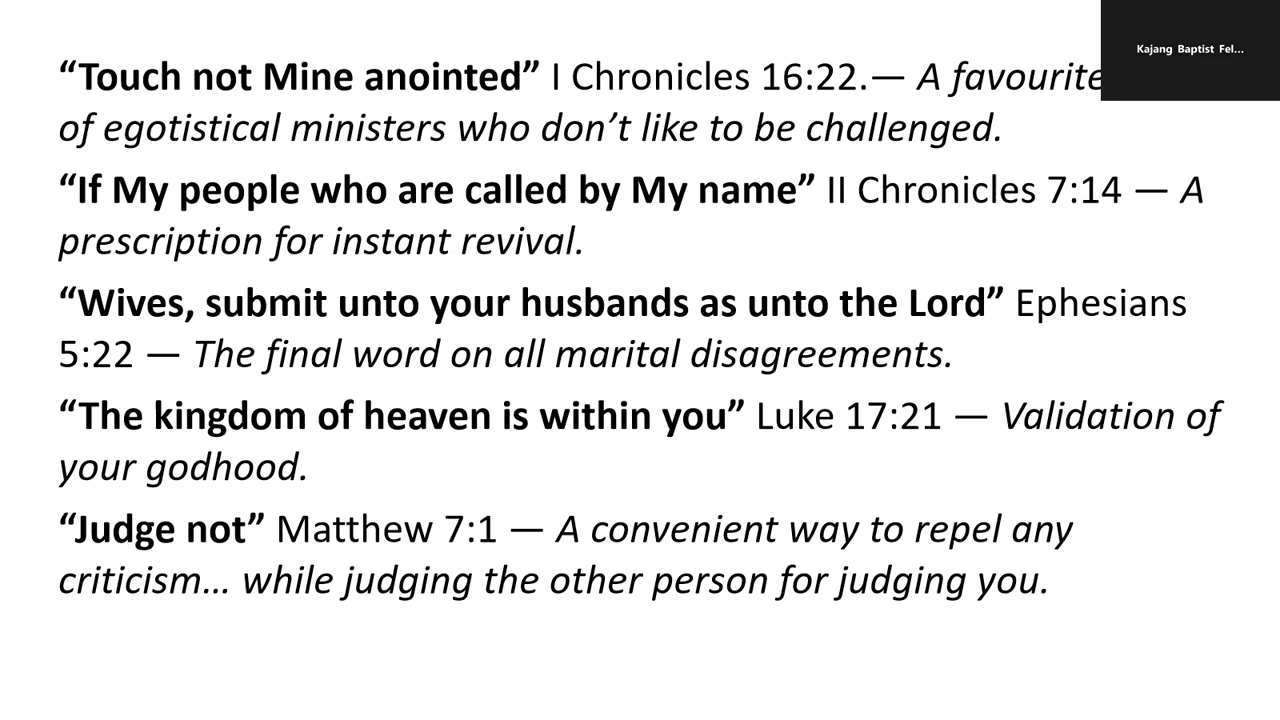 “Touch not Mine anointed” I Chronicles 16:22.— A favourite
Kajang Baptist Fel...
of egotistical ministers who don’t like to be challenged.
“If My people who are called by My name” II Chronicles 7:14 — A
prescription for instant revival.
“Wives, submit unto your husbands as unto the Lord” Ephesians
5:22 — The final word on all marital disagreements.
“The kingdom of heaven is within you” Luke 17:21 — Validation of
your godhood.
“Judge not” Matthew 7:1 — A convenient way to repel any
criticism… while judging the other person for judging you.